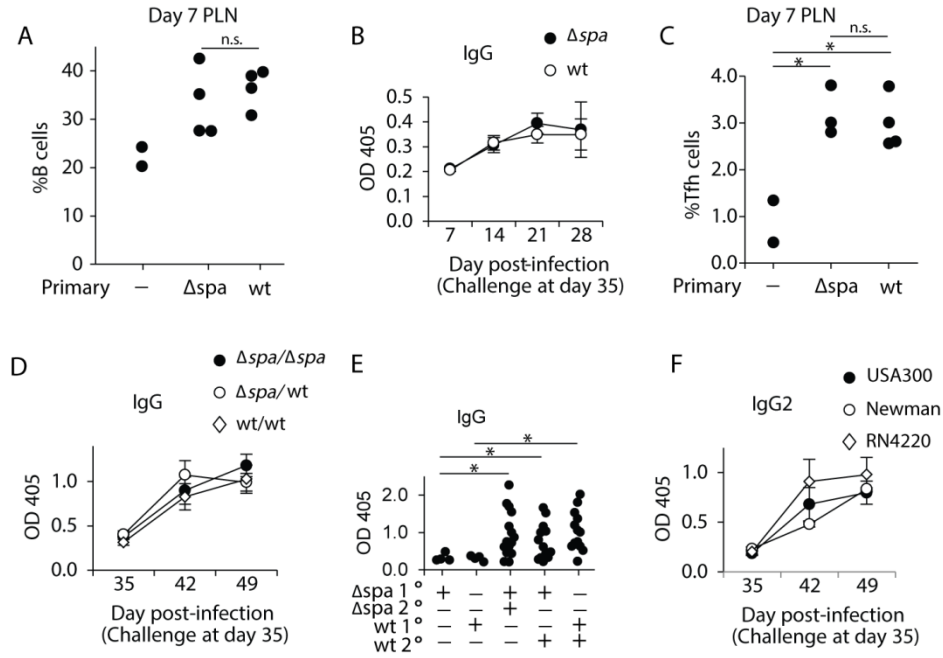 A
Day 7 PLN
n.s.
40
30
20
10
0
%B cells
Primary
–
Δspa
wt
B
IgG
Δspa
wt
0.5
0.4
0.3
0.2
0.1
0.0
OD 405
7 14 21 28
Day post-infection
(Challenge at day 35)
C
Day 7 PLN
n.s.
*
*
4.0
3.0
2.0
1.0
0.0
%Tfh cells
Primary
–
Δspa
wt
D
IgG
Δspa/Δspa
Δspa/wt
wt/wt
1.0
0.5
0.0
OD 405
35 42 49
Day post-infection
(Challenge at day 35)
E
IgG
*
*
*
2.0
1.0
0.0
OD 405
Δspa 1 ° + – + + –
Δspa 2 ° – – + – –
wt 1 ° – + – – +
wt 2 ° – – – + +
F
IgG2
USA300
Newman
RN4220
1.0
0.5
0.0
OD 405
35 42 49
Day post-infection
(Challenge at day 35)